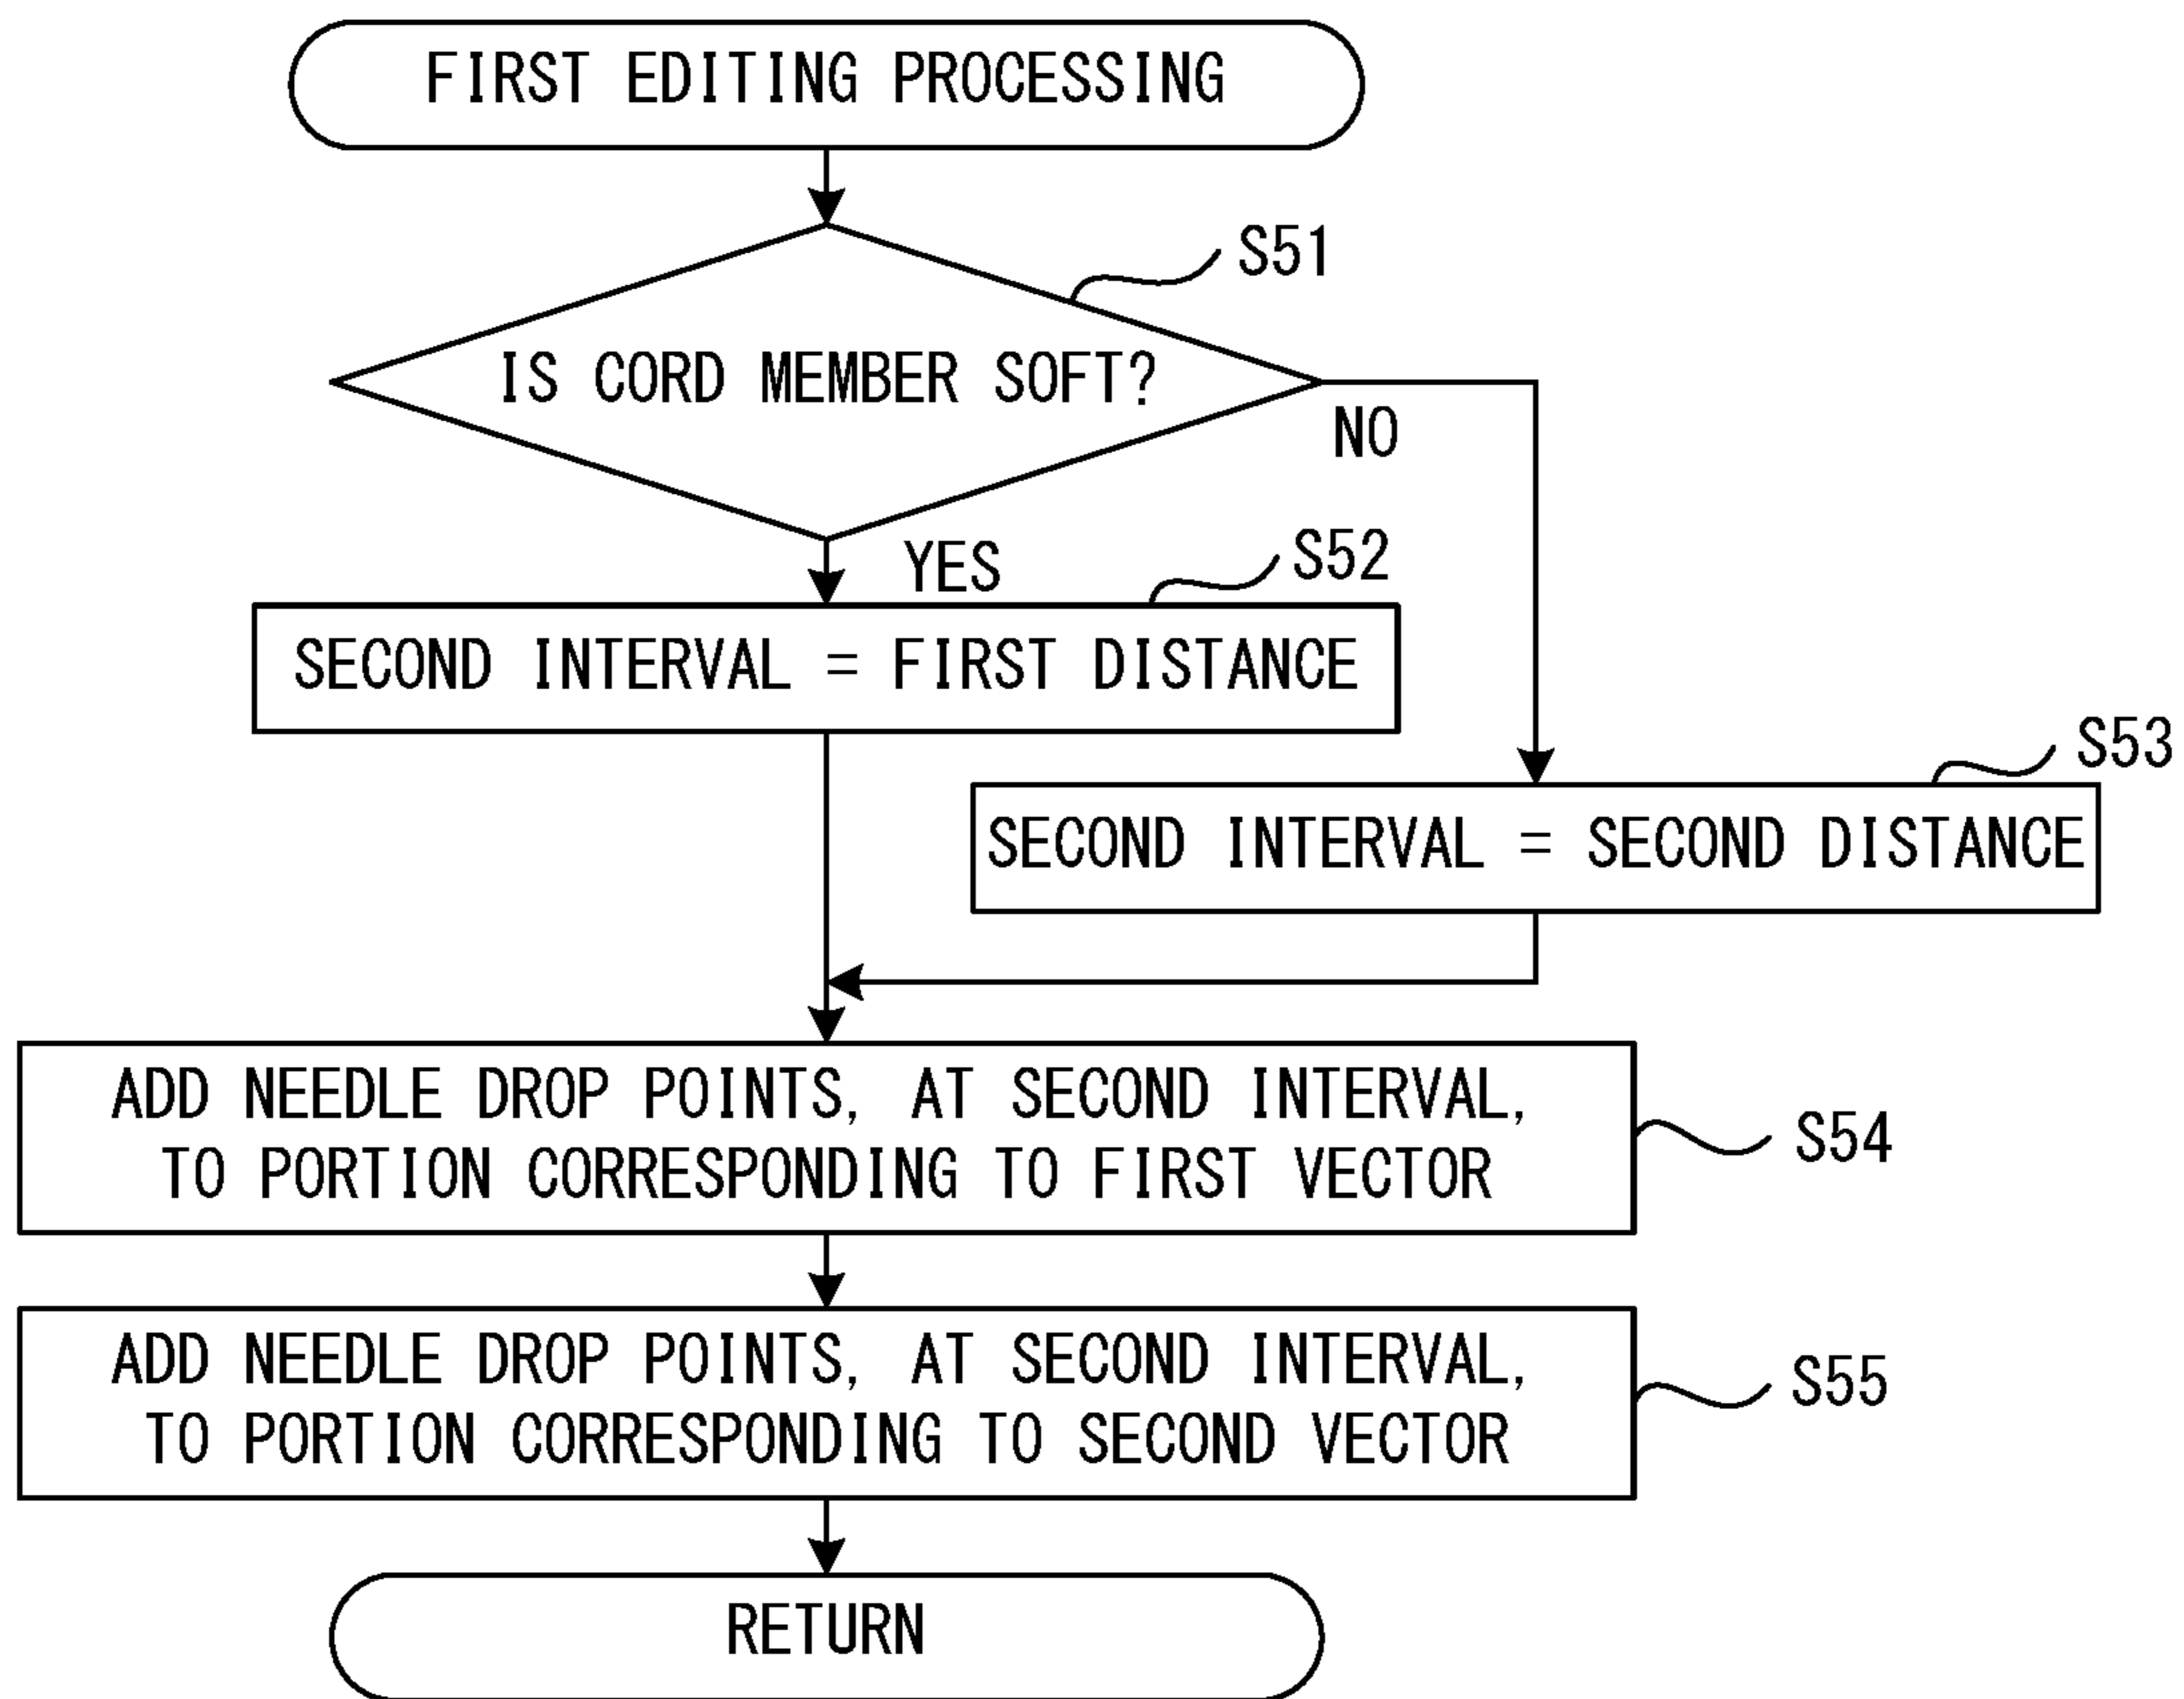 FIRST EDITING PROCESSING
S51
IS CORD MEMBER SOFT?
NO
YES
S52
SECOND INTERVAL = FIRST DISTANCE
S53
SECOND INTERVAL = SECOND DISTANCE
ADD NEEDLE DROP POINTS, AT SECOND INTERVAL,
TO PORTION CORRESPONDING TO FIRST VECTOR
S54
ADD NEEDLE DROP POINTS, AT SECOND INTERVAL,
TO PORTION CORRESPONDING TO SECOND VECTOR
S55
RETURN